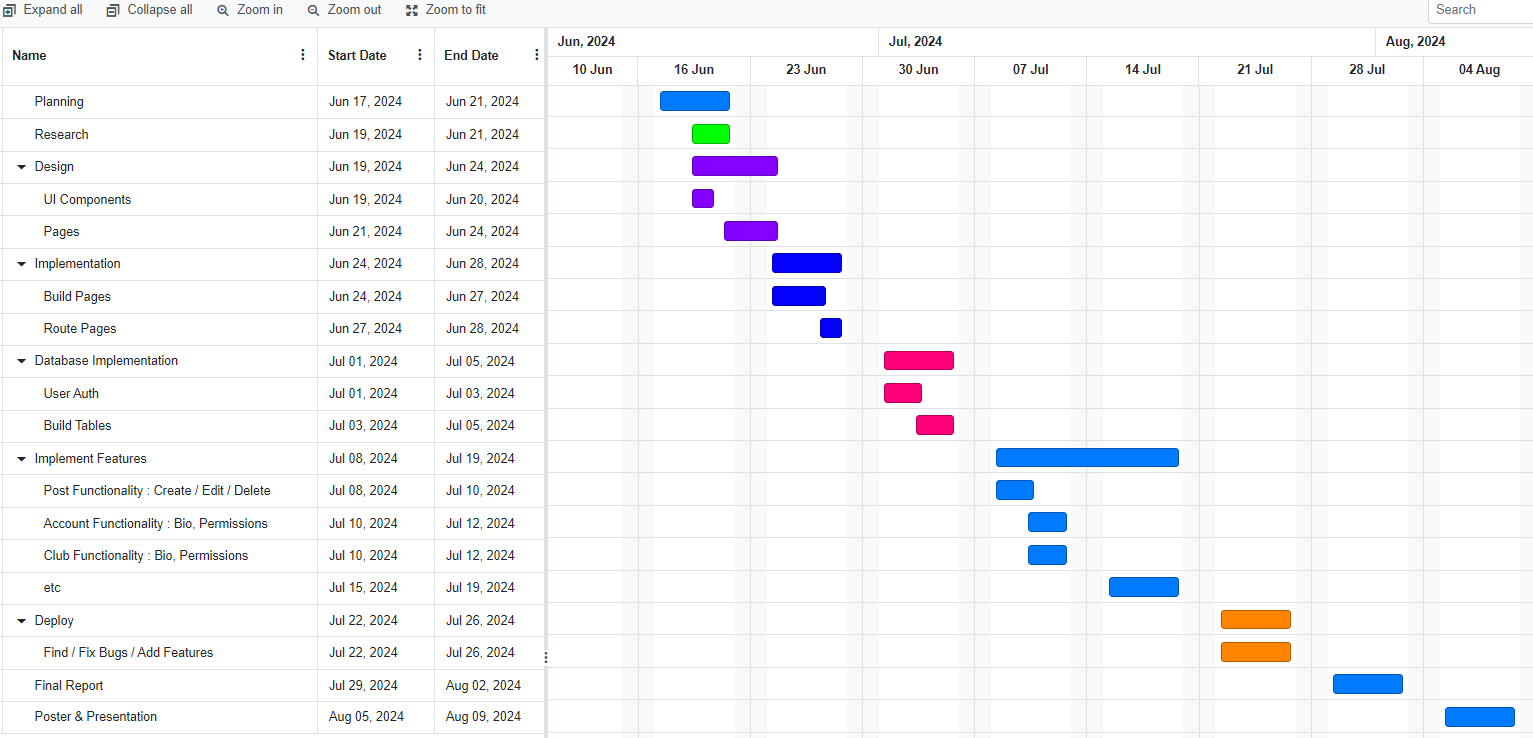 Expand all Collapse all Zoom in Zoom out Zoom to fit Search
Jun, 2024 Jul, 2024 Aug, 2024
Name Start Date End Date
10 Jun 16 Jun 23 Jun 30 Jun 07 Jul 14 Jul 21 Jul 28 Jul 04 Aug
Planning Jun 17, 2024 Jun 21, 2024
Research Jun 19, 2024 Jun 21, 2024
Design Jun 19, 2024 Jun 24, 2024
UI Components Jun 19, 2024 Jun 20, 2024
Pages Jun 21, 2024 Jun 24, 2024
Implementation Jun 24, 2024 Jun 28, 2024
Build Pages Jun 24, 2024 Jun 27, 2024
Route Pages Jun 27, 2024 Jun 28, 2024
Database Implementation Jul 01, 2024 Jul 05, 2024
User Auth Jul 01, 2024 Jul 03, 2024
Build Tables Jul 03, 2024 Jul 05, 2024
Implement Features Jul 08, 2024 Jul 19, 2024
Post Functionality : Create / Edit / Delete Jul 08, 2024 Jul 10, 2024
Account Functionality : Bio, Permissions Jul 10, 2024 Jul 12, 2024
Club Functionality : Bio, Permissions Jul 10, 2024 Jul 12, 2024
etc Jul 15, 2024 Jul 19, 2024
Deploy Jul 22, 2024 Jul 26, 2024
Find / Fix Bugs / Add Features Jul 22, 2024 Jul 26, 2024
Final Report Jul 29, 2024 Aug 02, 2024
Poster & Presentation Aug 05, 2024 Aug 09, 2024